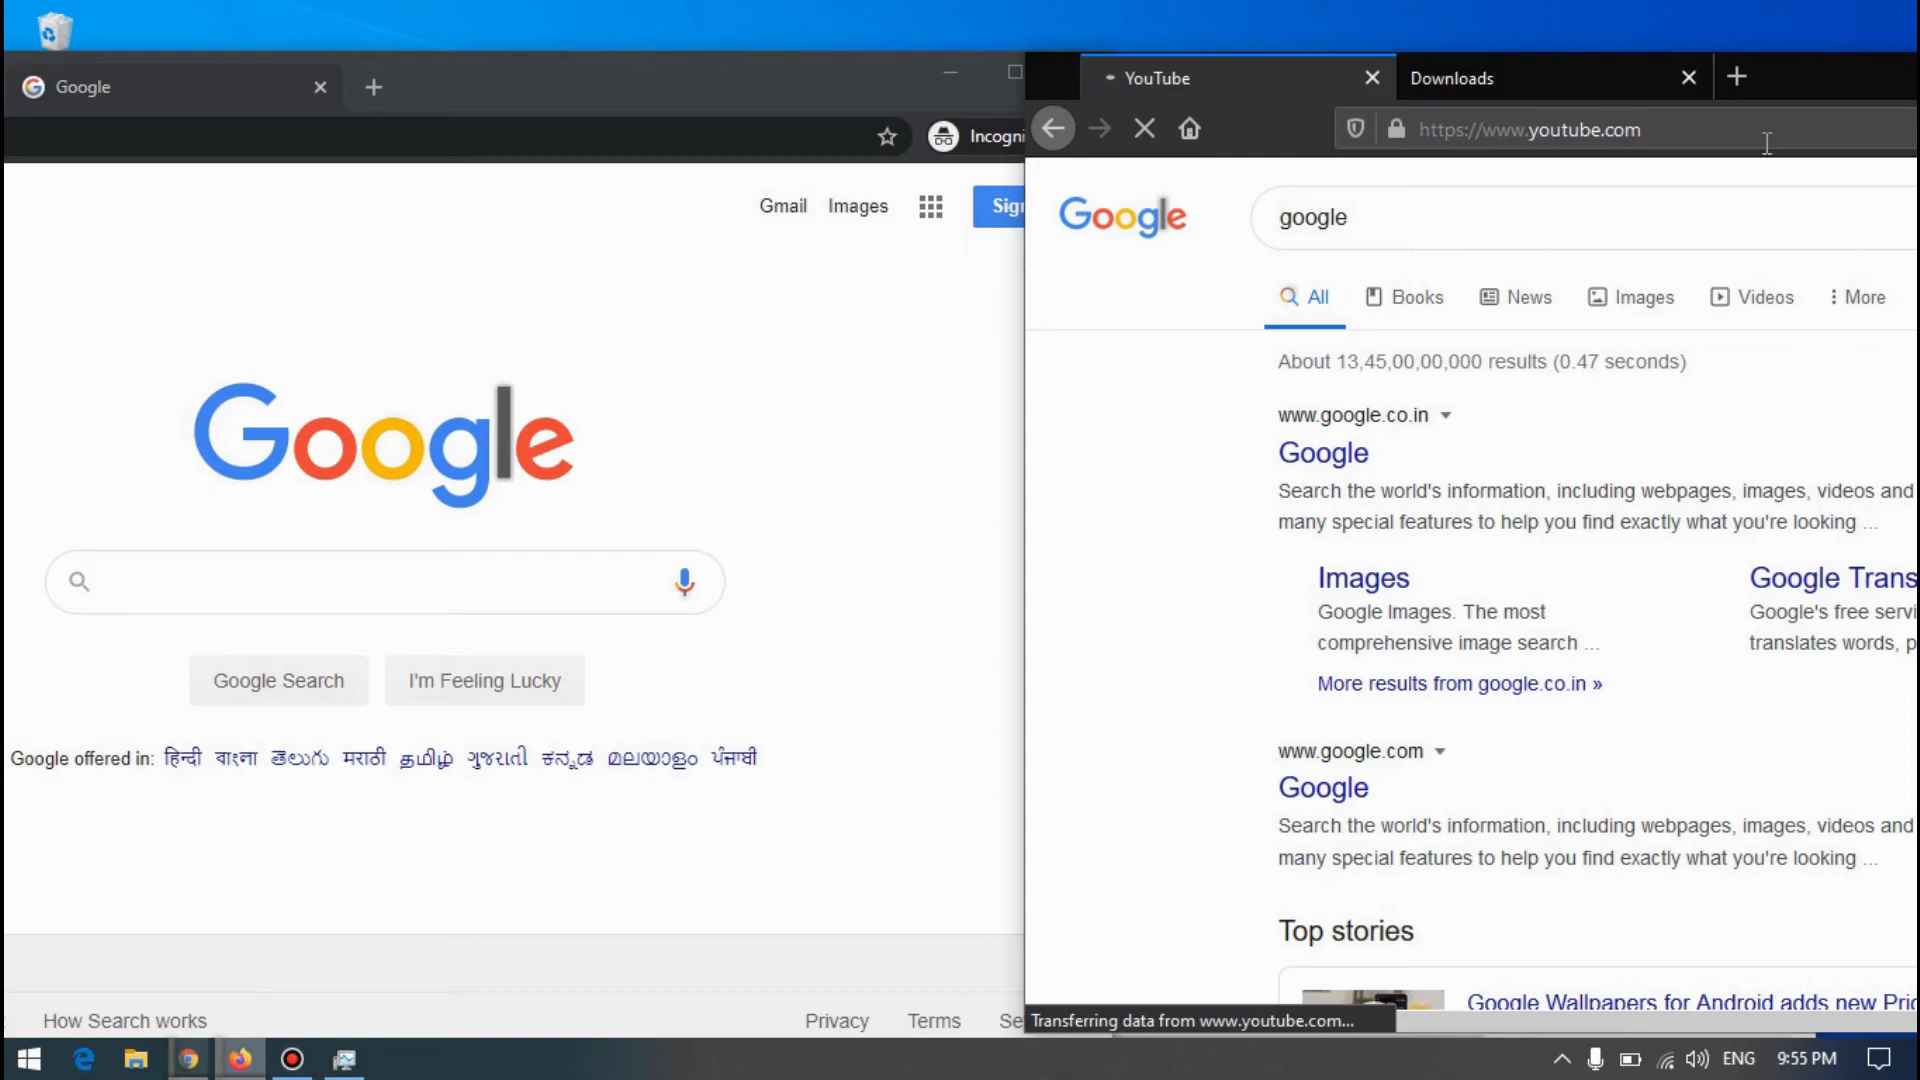 Google
Incogni
Gmail Images
Sign
Google
Google Search
I'm Feeling Lucky
Google offered in: हिन्दी বাংলা తెలుగు मराठी தமிழ் ગુજરાતી ಕನ್ನಡ മലയാളം ਪੰਜਾਬੀ
How Search works
Privacy Terms Se
YouTube
Downloads
https://www.youtube.com
Google
google
All Books News Images Videos More
About 13,45,00,00,000 results (0.47 seconds)
www.google.co.in
Google
Search the world's information, including webpages, images, videos and
many special features to help you find exactly what you're looking ...
Images
Google Images. The most
comprehensive image search ...
Google Trans
Google's free servi
translates words, p
More results from google.co.in »
www.google.com
Google
Search the world's information, including webpages, images, videos and
many special features to help you find exactly what you're looking ...
Top stories
Google Wallpapers for Android adds new Pri
Transferring data from www.youtube.com...
ENG 9:55 PM